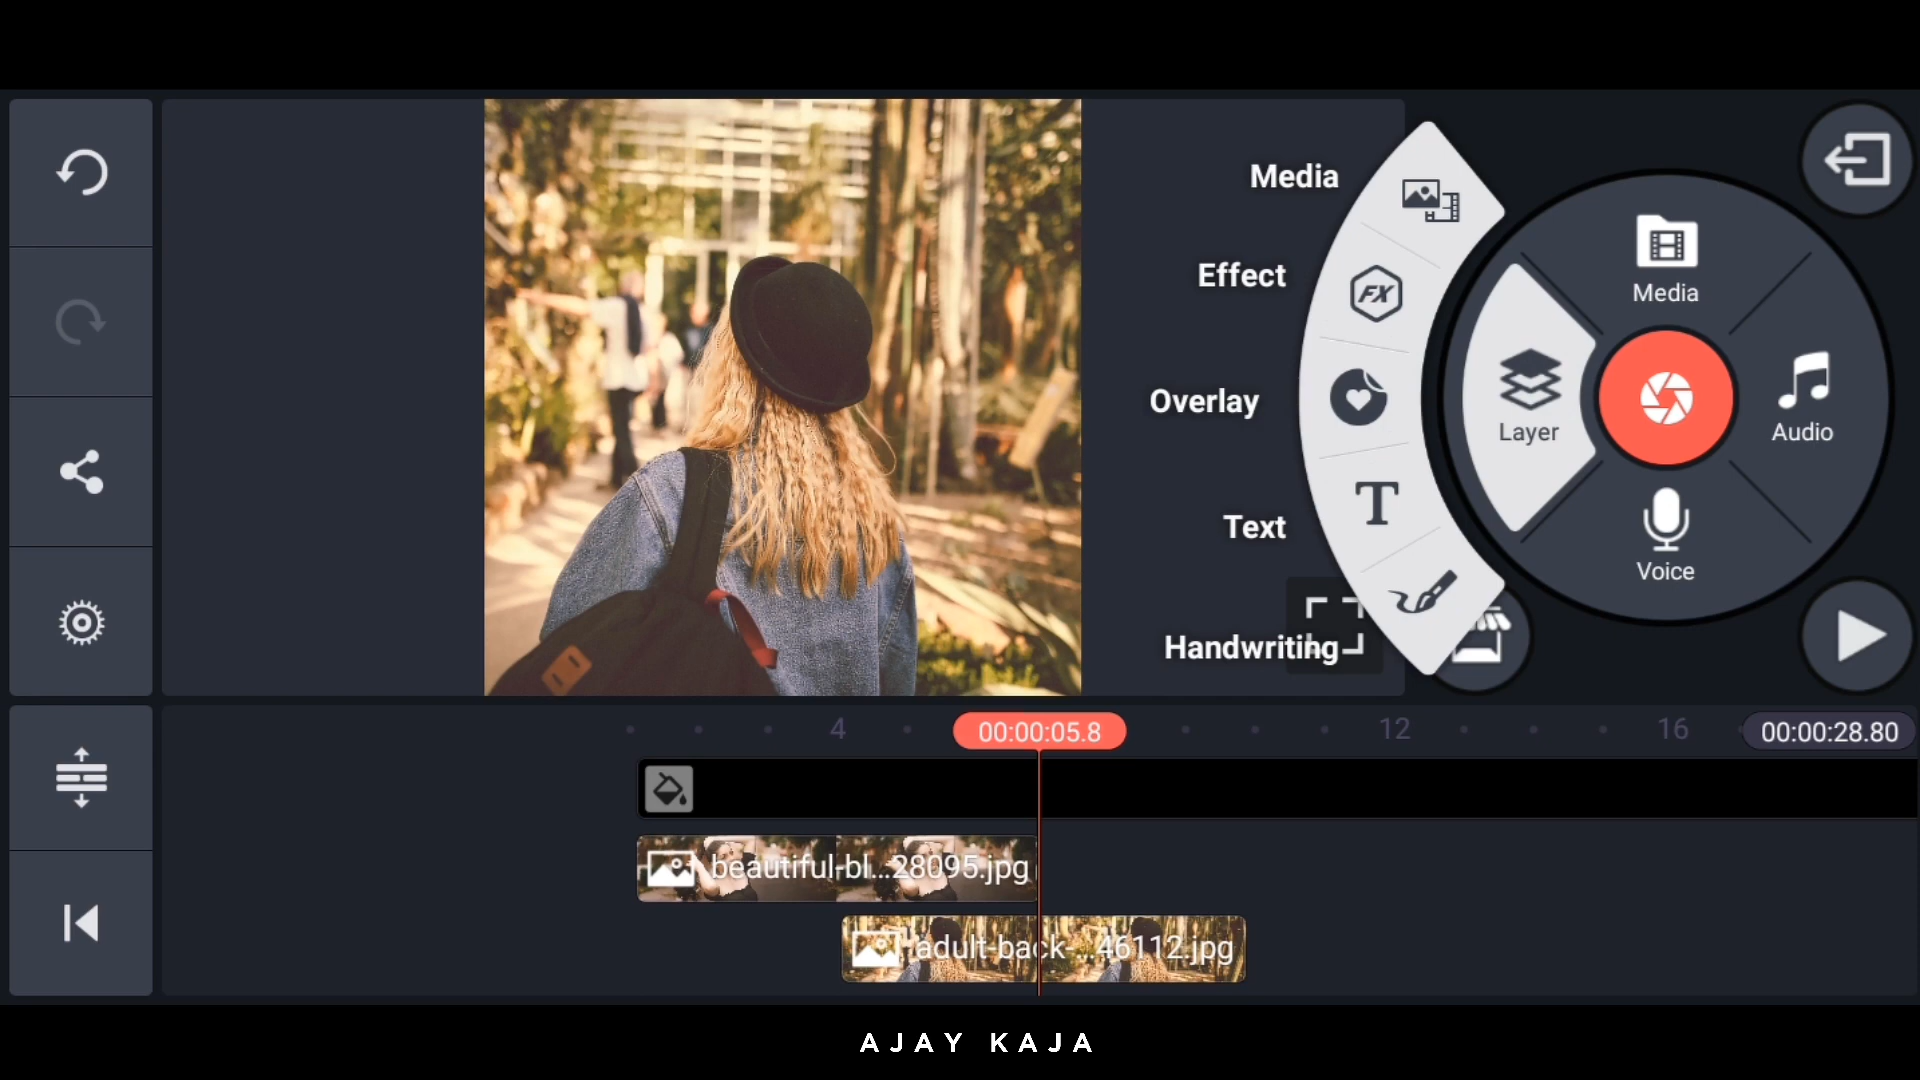 Media
Effect
Overlay
Text
Handwriting
Media
FX
Layer
Audio
T
Voice
4
00:00:05.8
12
16
00:00:28.80
beautiful-bl...28095.jpg
adult-back-...46112.jpg
AJAY KAJA